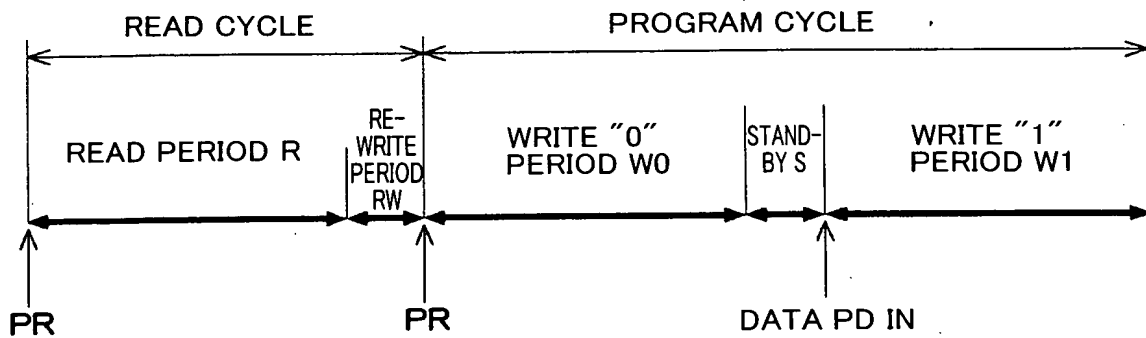 READ CYCLE
PROGRAM CYCLE
READ PERIOD R
RE-
WRITE
PERIOD
RW
WRITE "0"
PERIOD W0
STAND-
BY S
WRITE "1"
PERIOD W1
PR
PR
DATA PD IN